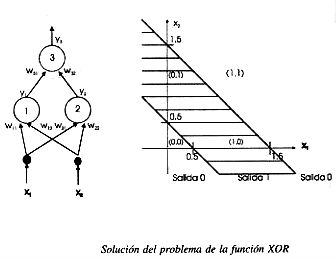 y3
3
w31 w32
y1 y2
1 2
w11 w12 w21 w22
x1 x2
x2
1.5
(0,1) (1,1)
0.5
(0,0) (1,0)
x1
0.5 1.5
Salida 0 Salida 1 Salida 0
Solución del problema de la función XOR